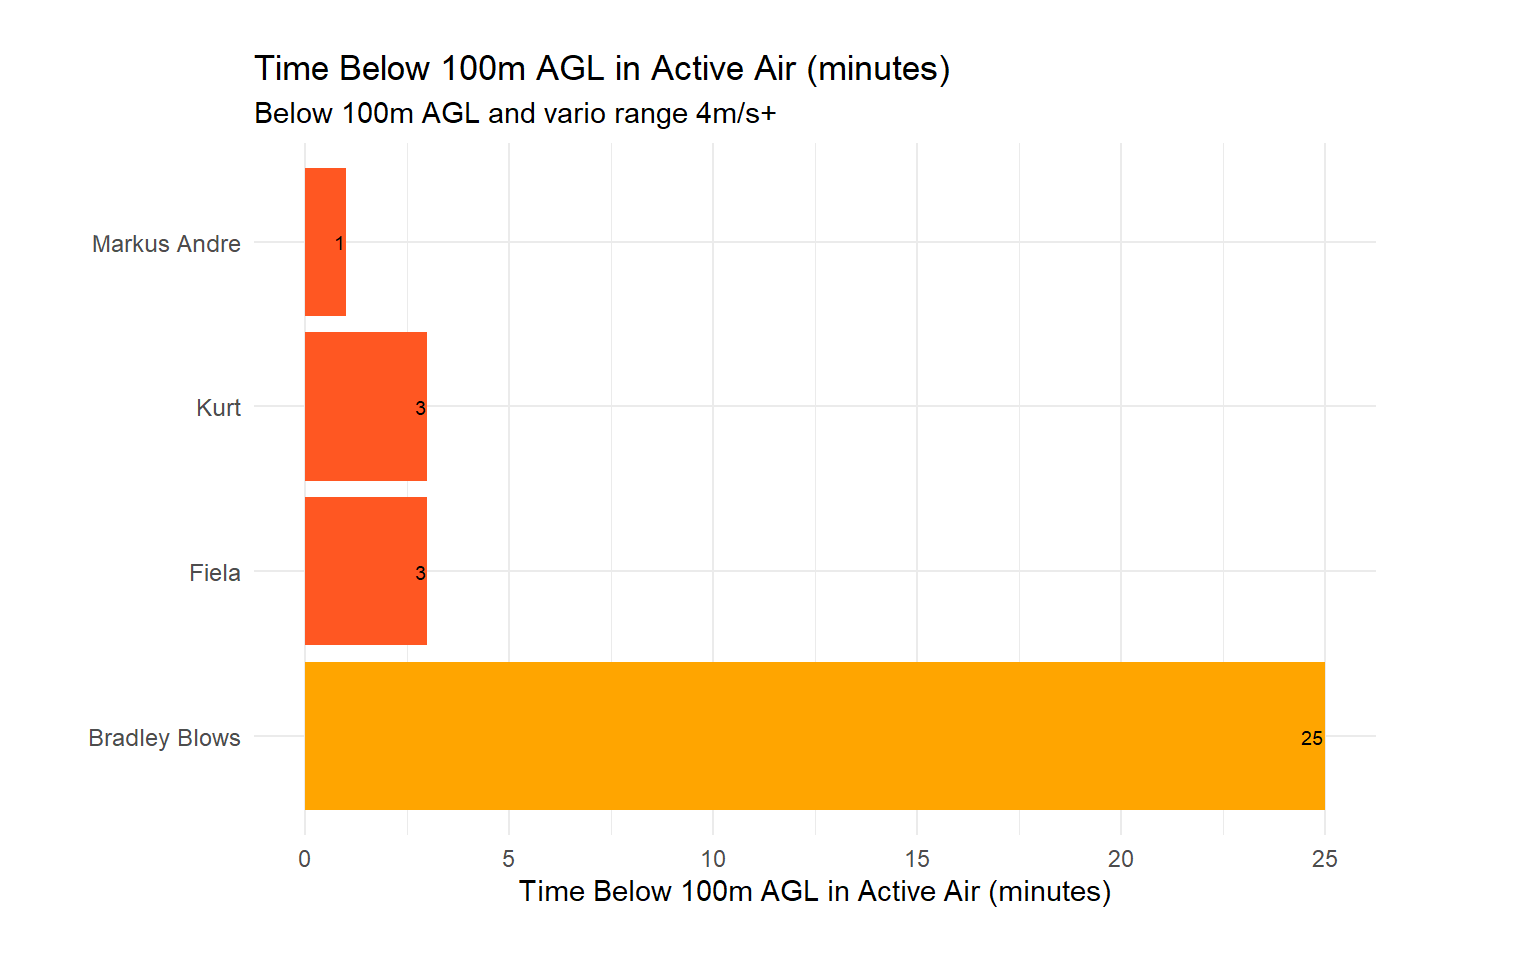 Time Below 100m AGL in Active Air (minutes)
Below 100m AGL and vario range 4m/s+
Markus Andre
1
Kurt
3
Fiela
3
Bradley Blows
25
0 5 10 15 20 25
Time Below 100m AGL in Active Air (minutes)